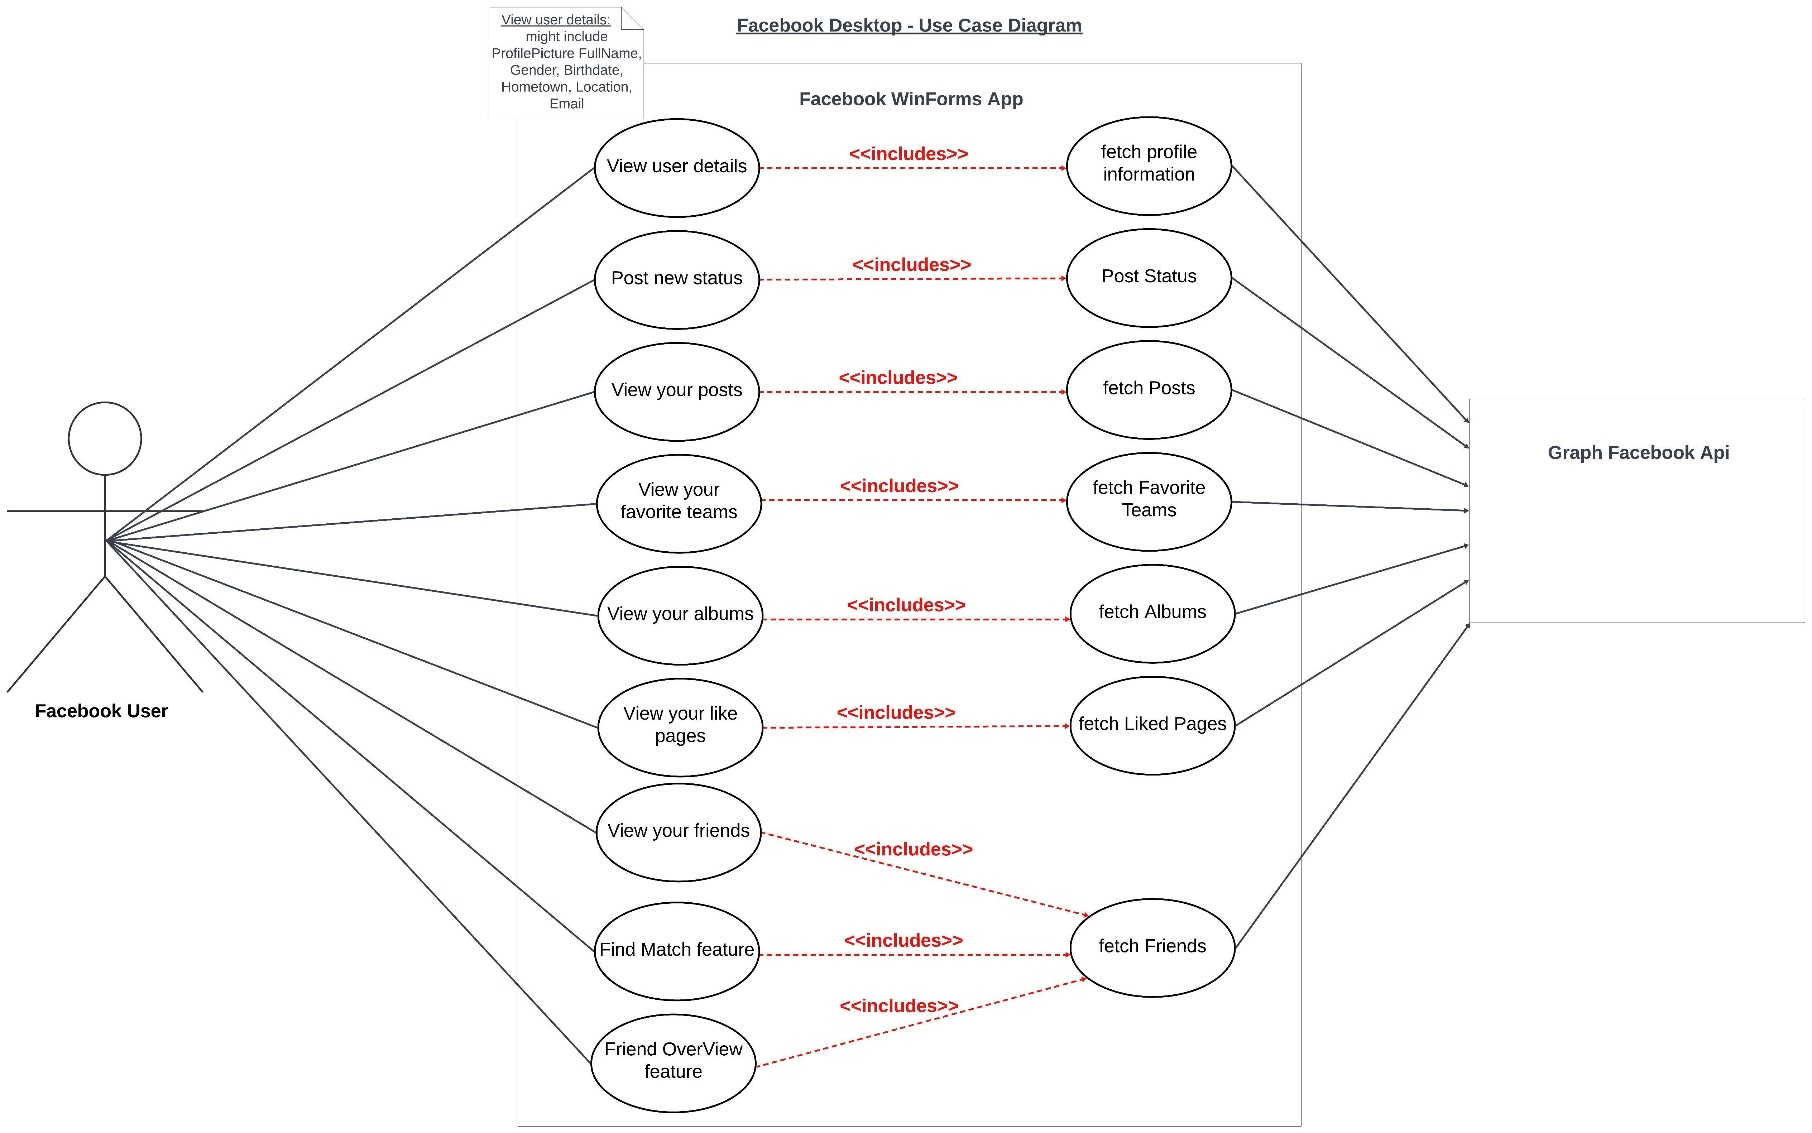 View user details:
might include
ProfilePicture FullName,
Gender, Birthdate,
Hometown, Location,
Email
Facebook Desktop - Use Case Diagram
Facebook WinForms App
View user details
<<includes>>
fetch profile
information
Post new status
<<includes>>
Post Status
View your posts
<<includes>>
fetch Posts
View your
favorite teams
<<includes>>
fetch Favorite
Teams
Graph Facebook Api
View your albums
<<includes>>
fetch Albums
Facebook User
View your like
pages
<<includes>>
fetch Liked Pages
View your friends
<<includes>>
Find Match feature
<<includes>>
fetch Friends
Friend OverView
feature
<<includes>>